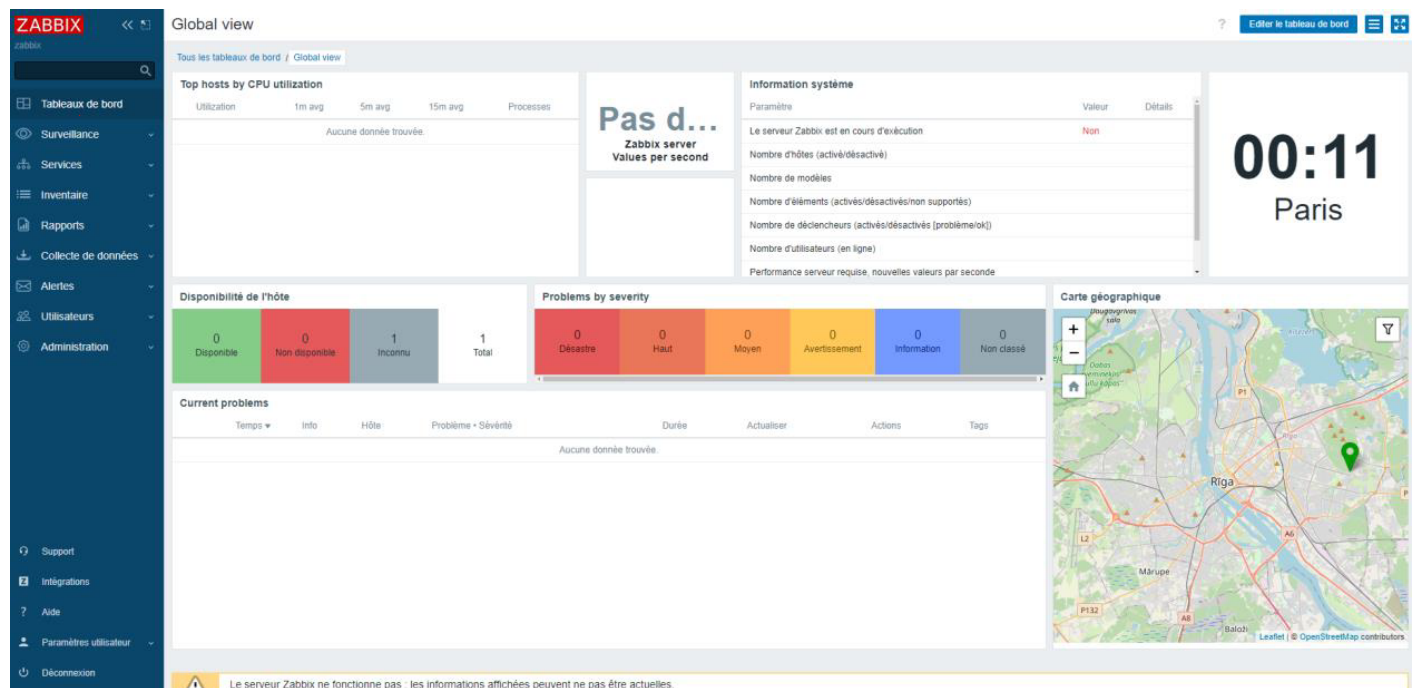 ZABBIX
zabbix
Tableaux de bord
Surveillance
Services
Inventaire
Rapports
Collecte de données
Alertes
Utilisateurs
Administration
Support
Intégrations
Aide
Paramètres utilisateur
Déconnexion
Global view
? Editer le tableau de bord
Tous les tableaux de bord / Global view
Top hosts by CPU utilization
Utilization 1m avg 5m avg 15m avg Processes
Aucune donnée trouvée.
Pas d...
Zabbix server
Values per second
Information système
Paramètre Valeur Détails
Le serveur Zabbix est en cours d'exécution Non
Nombre d'hôtes (activé/désactivé)
Nombre de modèles
Nombre d'éléments (activés/désactivés/non supportés)
Nombre de déclencheurs (activés/désactivés [problème/ok])
Nombre d'utilisateurs (en ligne)
Performance serveur requise, nouvelles valeurs par seconde
00:11
Paris
Disponibilité de l'hôte
0 0 1 1
Disponible Non disponible Inconnu Total
Problems by severity
0 0 0 0 0 0
Désastre Haut Moyen Avertissement Information Non classé
Carte géographique
+
−
P1
Rīga
L2
A6
Mārupe
P132
A8
Baloži
Leaflet | © OpenStreetMap contributors
Current problems
Temps Info Hôte Problème • Sévérité Durée Actualiser Actions Tags
Aucune donnée trouvée.
Le serveur Zabbix ne fonctionne pas : les informations affichées peuvent ne pas être actuelles.